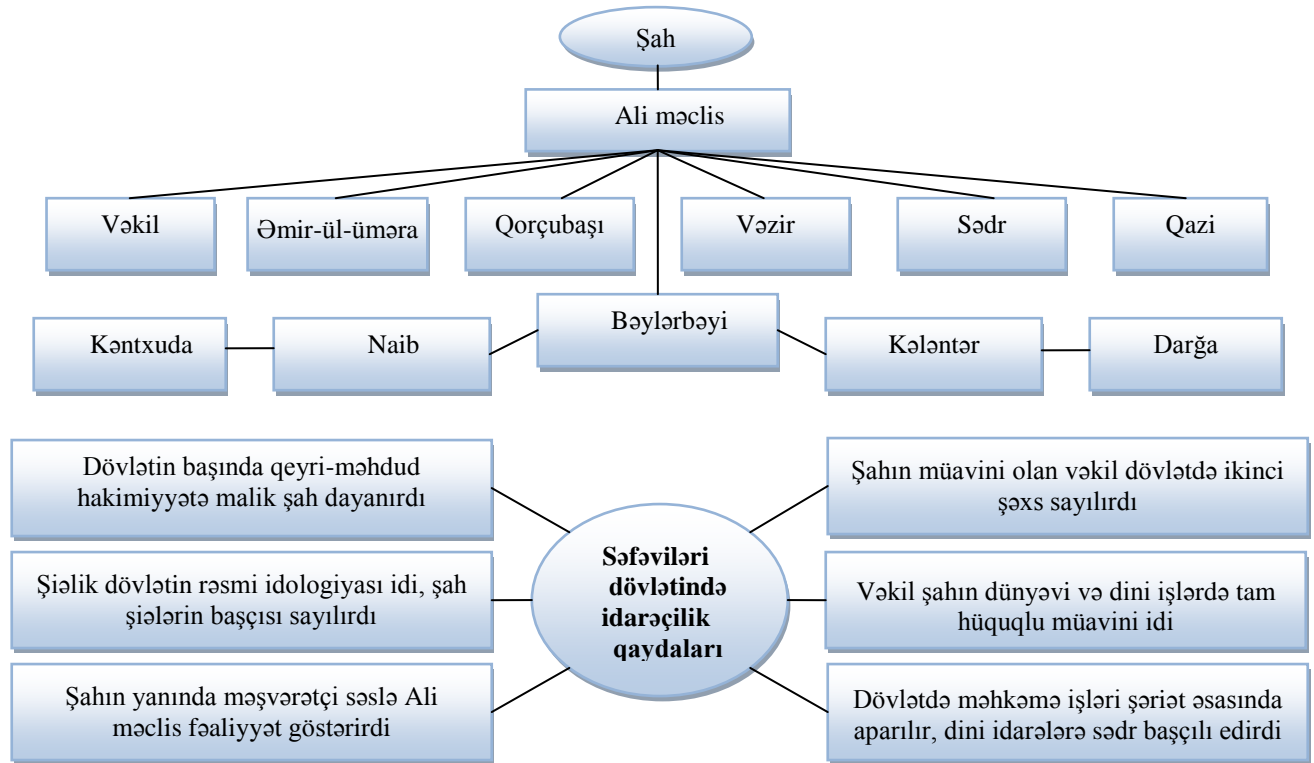 Şah
Ali məclis
Vəkil
Əmir-ül-üməra
Qorçubaşı
Vəzir
Sədr
Qazi
Kəntxuda
Naib
Bəylərbəyi
Kələntər
Darğa
Dövlətin başında qeyri-məhdud
hakimiyyətə malik şah dayanırdı
Şiəlik dövlətin rəsmi idologiyası idi, şah
şiələrin başçısı sayılırdı
Şahın yanında məşvərətçi səslə Ali
məclis fəaliyyət göstərirdi
Səfəviləri
dövlətində
idarəçilik
qaydaları
Şahın müavini olan vəkil dövlətdə ikinci
şəxs sayılırdı
Vəkil şahın dünyəvi və dini işlərdə tam
hüquqlu müavini idi
Dövlətdə məhkəmə işləri şəriət əsasında
aparılır, dini idarələrə sədr başçılı edirdi